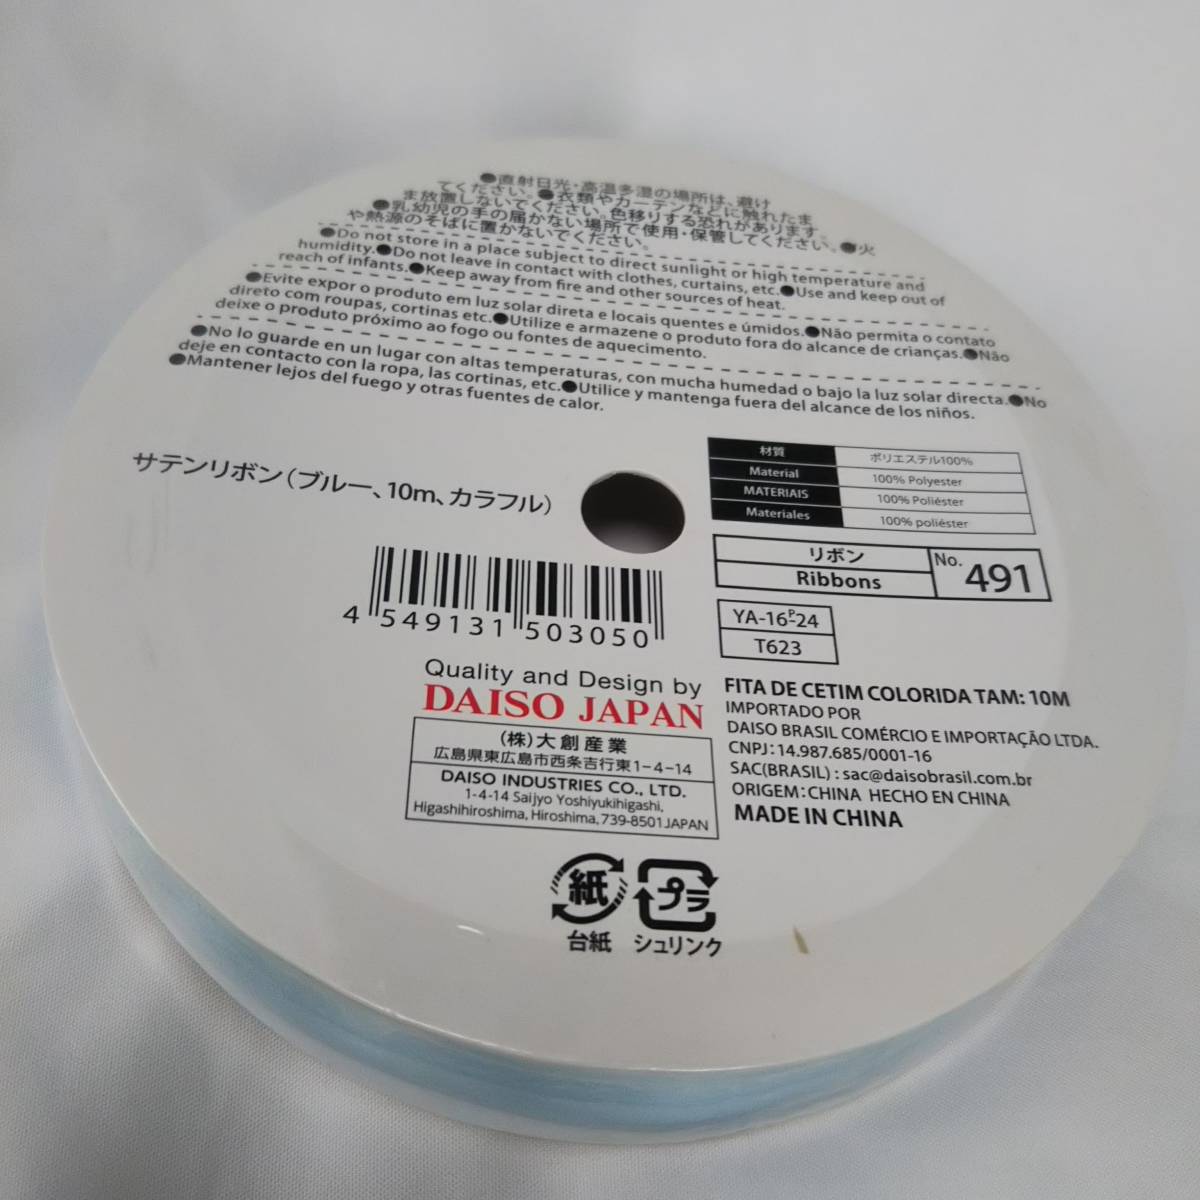 ●直射日光・高温多湿の場所は、避け
てください。●衣類やカーテンなどに触れたま
ま放置しないでください。色移りする恐れがあります。
●乳幼児の手の届かない場所で使用・保管してください。●火
や熱源のそばに置かないでください。
●Do not store in a place subject to direct sunlight or high temperature and
humidity.●Do not leave in contact with clothes, curtains, etc.●Use and keep out of
reach of infants.●Keep away from fire and other sources of heat.
●Evite expor o produto em luz solar direta e locais quentes e úmidos.●Não permita o contato
direto com roupas, cortinas etc.●Utilize e armazene o produto fora do alcance de crianças.●Não
deixe o produto próximo ao fogo ou fontes de aquecimento.
●No lo guarde en un lugar con altas temperaturas, con mucha humedad o bajo la luz solar directa.●No
deje en contacto con la ropa, las cortinas, etc.●Utilice y mantenga fuera del alcance de los niños.
●Mantener lejos del fuego y otras fuentes de calor.
サテンリボン(ブルー、10m、カラフル)
材質 ポリエステル100%
Material 100% Polyester
MATERIAIS 100% Poliéster
Materiales 100% poliéster
リボン
Ribbons
No. 491
YA-16-P-24
T623
4 549131 503050
Quality and Design by
DAISO JAPAN
(株)大創産業
広島県東広島市西条吉行東1-4-14
DAISO INDUSTRIES CO., LTD.
1-4-14 Saijyo Yoshiyukihigashi,
Higashihiroshima, Hiroshima, 739-8501 JAPAN
FITA DE CETIM COLORIDA TAM: 10M
IMPORTADO POR
DAISO BRASIL COMÉRCIO E IMPORTAÇÃO LTDA.
CNPJ: 14.987.685/0001-16
SAC(BRASIL) : sac@daisobrasil.com.br
ORIGEM: CHINA HECHO EN CHINA
MADE IN CHINA
紙
プラ
台紙
シュリンク